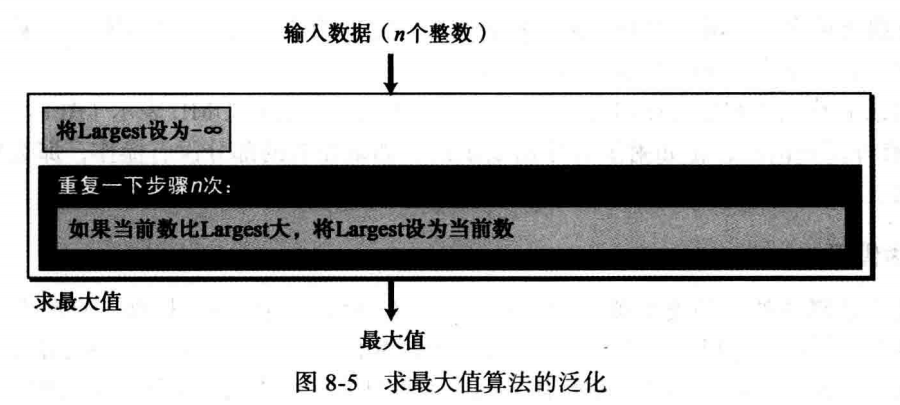 输入数据（n个整数）
将Largest设为-∞
重复一下步骤n次：
如果当前数比Largest大，将Largest设为当前数
求最大值
最大值
图 8-5 求最大值算法的泛化